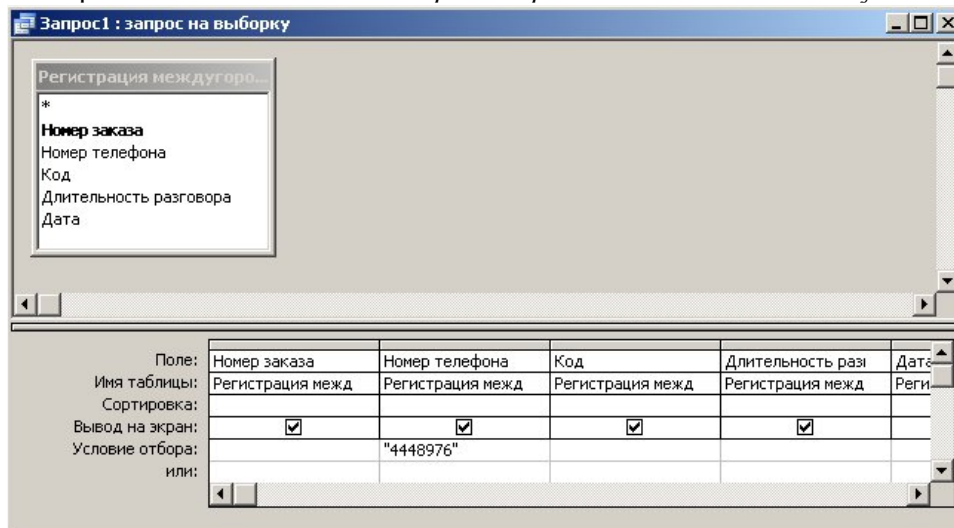 Запрос1 : запрос на выборку
Регистрация междугоро...
*
Номер заказа
Номер телефона
Код
Длительность разговора
Дата
Поле: Номер заказа Номер телефона Код Длительность разг Дата
Имя таблицы: Регистрация межд Регистрация межд Регистрация межд Регистрация межд Реги
Сортировка:
Вывод на экран:
Условие отбора: "4448976"
или: